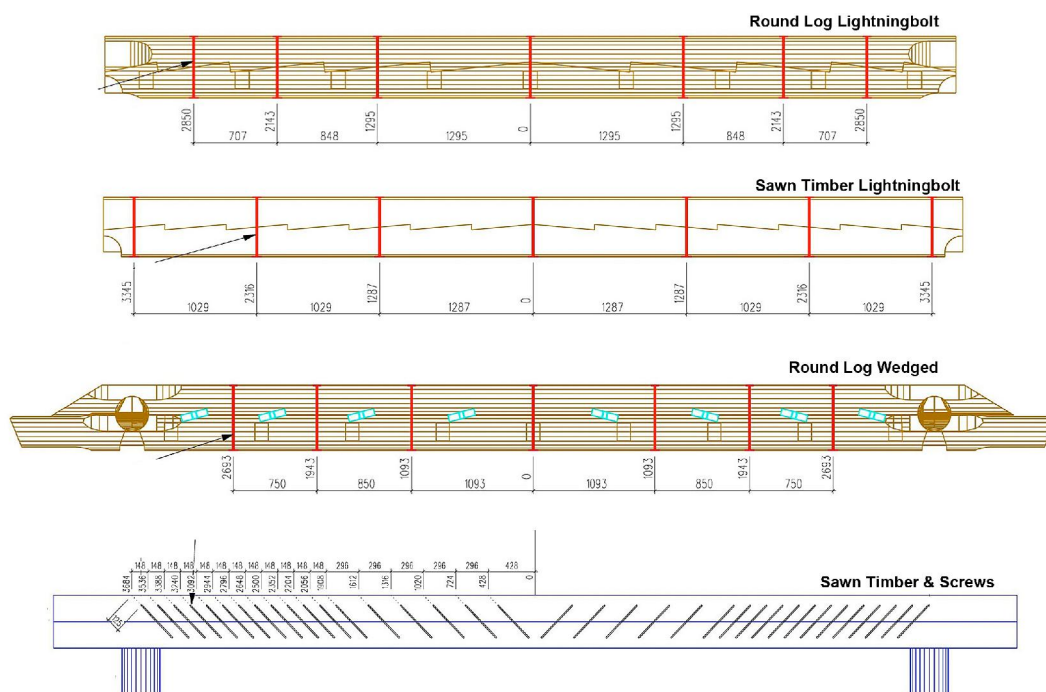 Round Log Lightningbolt
2850 2143 1295 0 1295 2143 2850
707 848 1295 1295 848 707
Sawn Timber Lightningbolt
3345 2316 1287 0 1287 2316 3345
1029 1029 1287 1287 1029 1029
Round Log Wedged
2693 1943 1093 0 1093 1943 2693
750 850 1093 1093 850 750
148 148 148 148 148 148 148 148 148 148 148 148 296 296 296 296 296 428
3684 3536 3388 3240 3092 2944 2796 2648 2500 2352 2204 2056 1908 1612 1316 1020 724 428 0
Sawn Timber & Screws